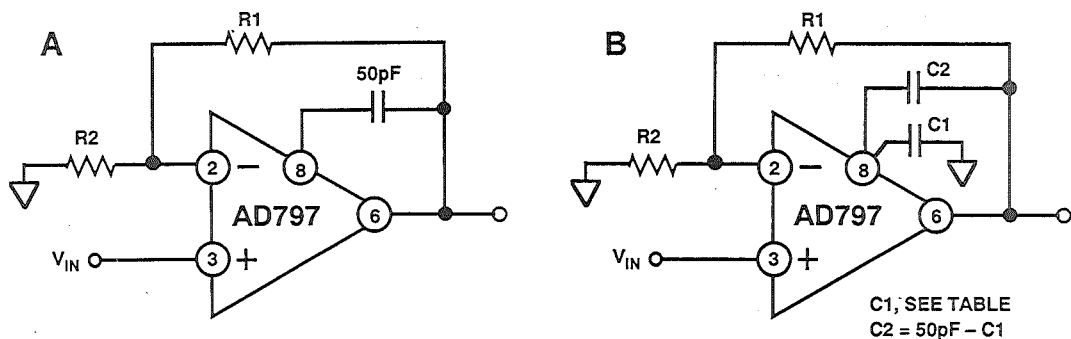 A
R1
50pF
R2
2
−
8
AD797
6
3
+
VIN
B
R1
C2
C1
R2
2
−
8
AD797
6
3
+
VIN
C1, SEE TABLE
C2 = 50pF – C1